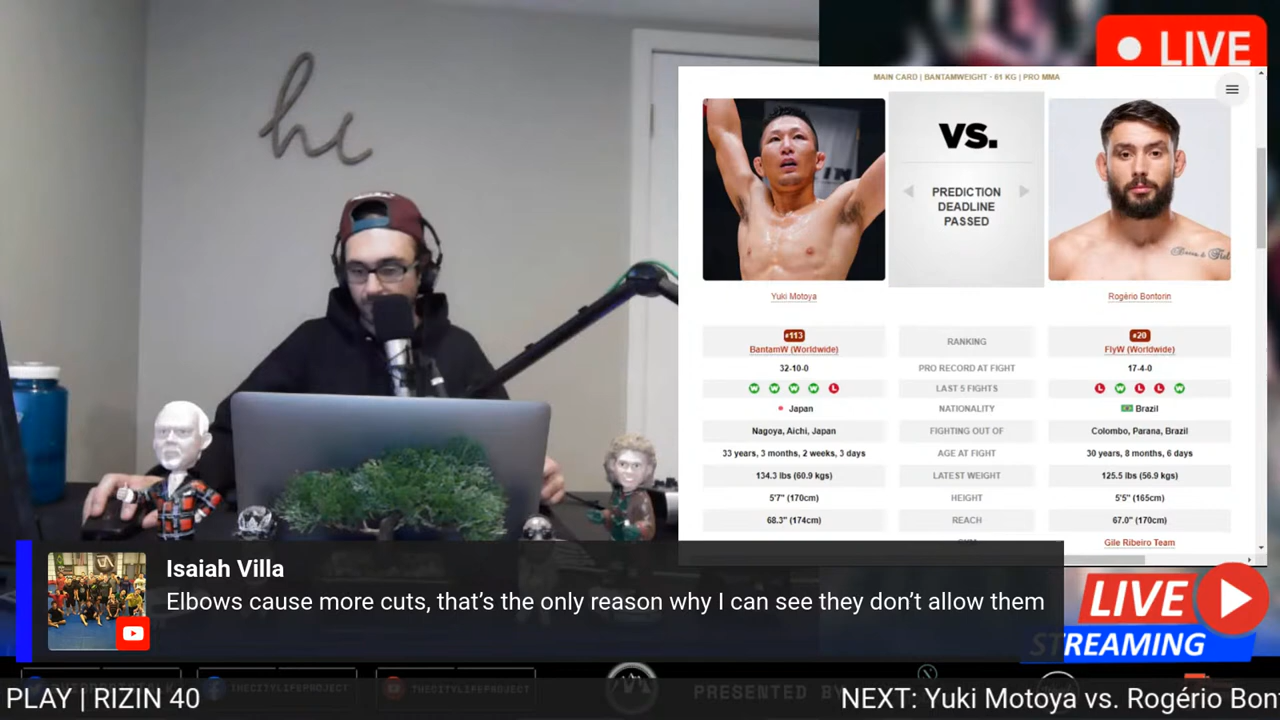 hi
LIVE
MAIN CARD | BANTAMWEIGHT · 61 KG | PRO MMA
VS.
PREDICTION
DEADLINE
PASSED
Yuki Motoya
Rogério Bontorin
#113
RANKING
#20
BantamW (Worldwide)
FlyW (Worldwide)
32-10-0
PRO RECORD AT FIGHT
17-4-0
W W W W L
LAST 5 FIGHTS
L W L L W
Japan
NATIONALITY
Brazil
Nagoya, Aichi, Japan
FIGHTING OUT OF
Colombo, Parana, Brazil
33 years, 3 months, 2 weeks, 3 days
AGE AT FIGHT
30 years, 8 months, 6 days
134.3 lbs (60.9 kgs)
LATEST WEIGHT
125.5 lbs (56.9 kgs)
5'7" (170cm)
HEIGHT
5'5" (165cm)
68.3" (174cm)
REACH
67.0" (170cm)
Gile Ribeiro Team
Isaiah Villa
Elbows cause more cuts, that's the only reason why I can see they don't allow them
LIVE
STREAMING
THECITYLIFEPROJECT
THECITYLIFEPROJECT
PRESENTED BY
PLAY | RIZIN 40
NEXT: Yuki Motoya vs. Rogério Bon